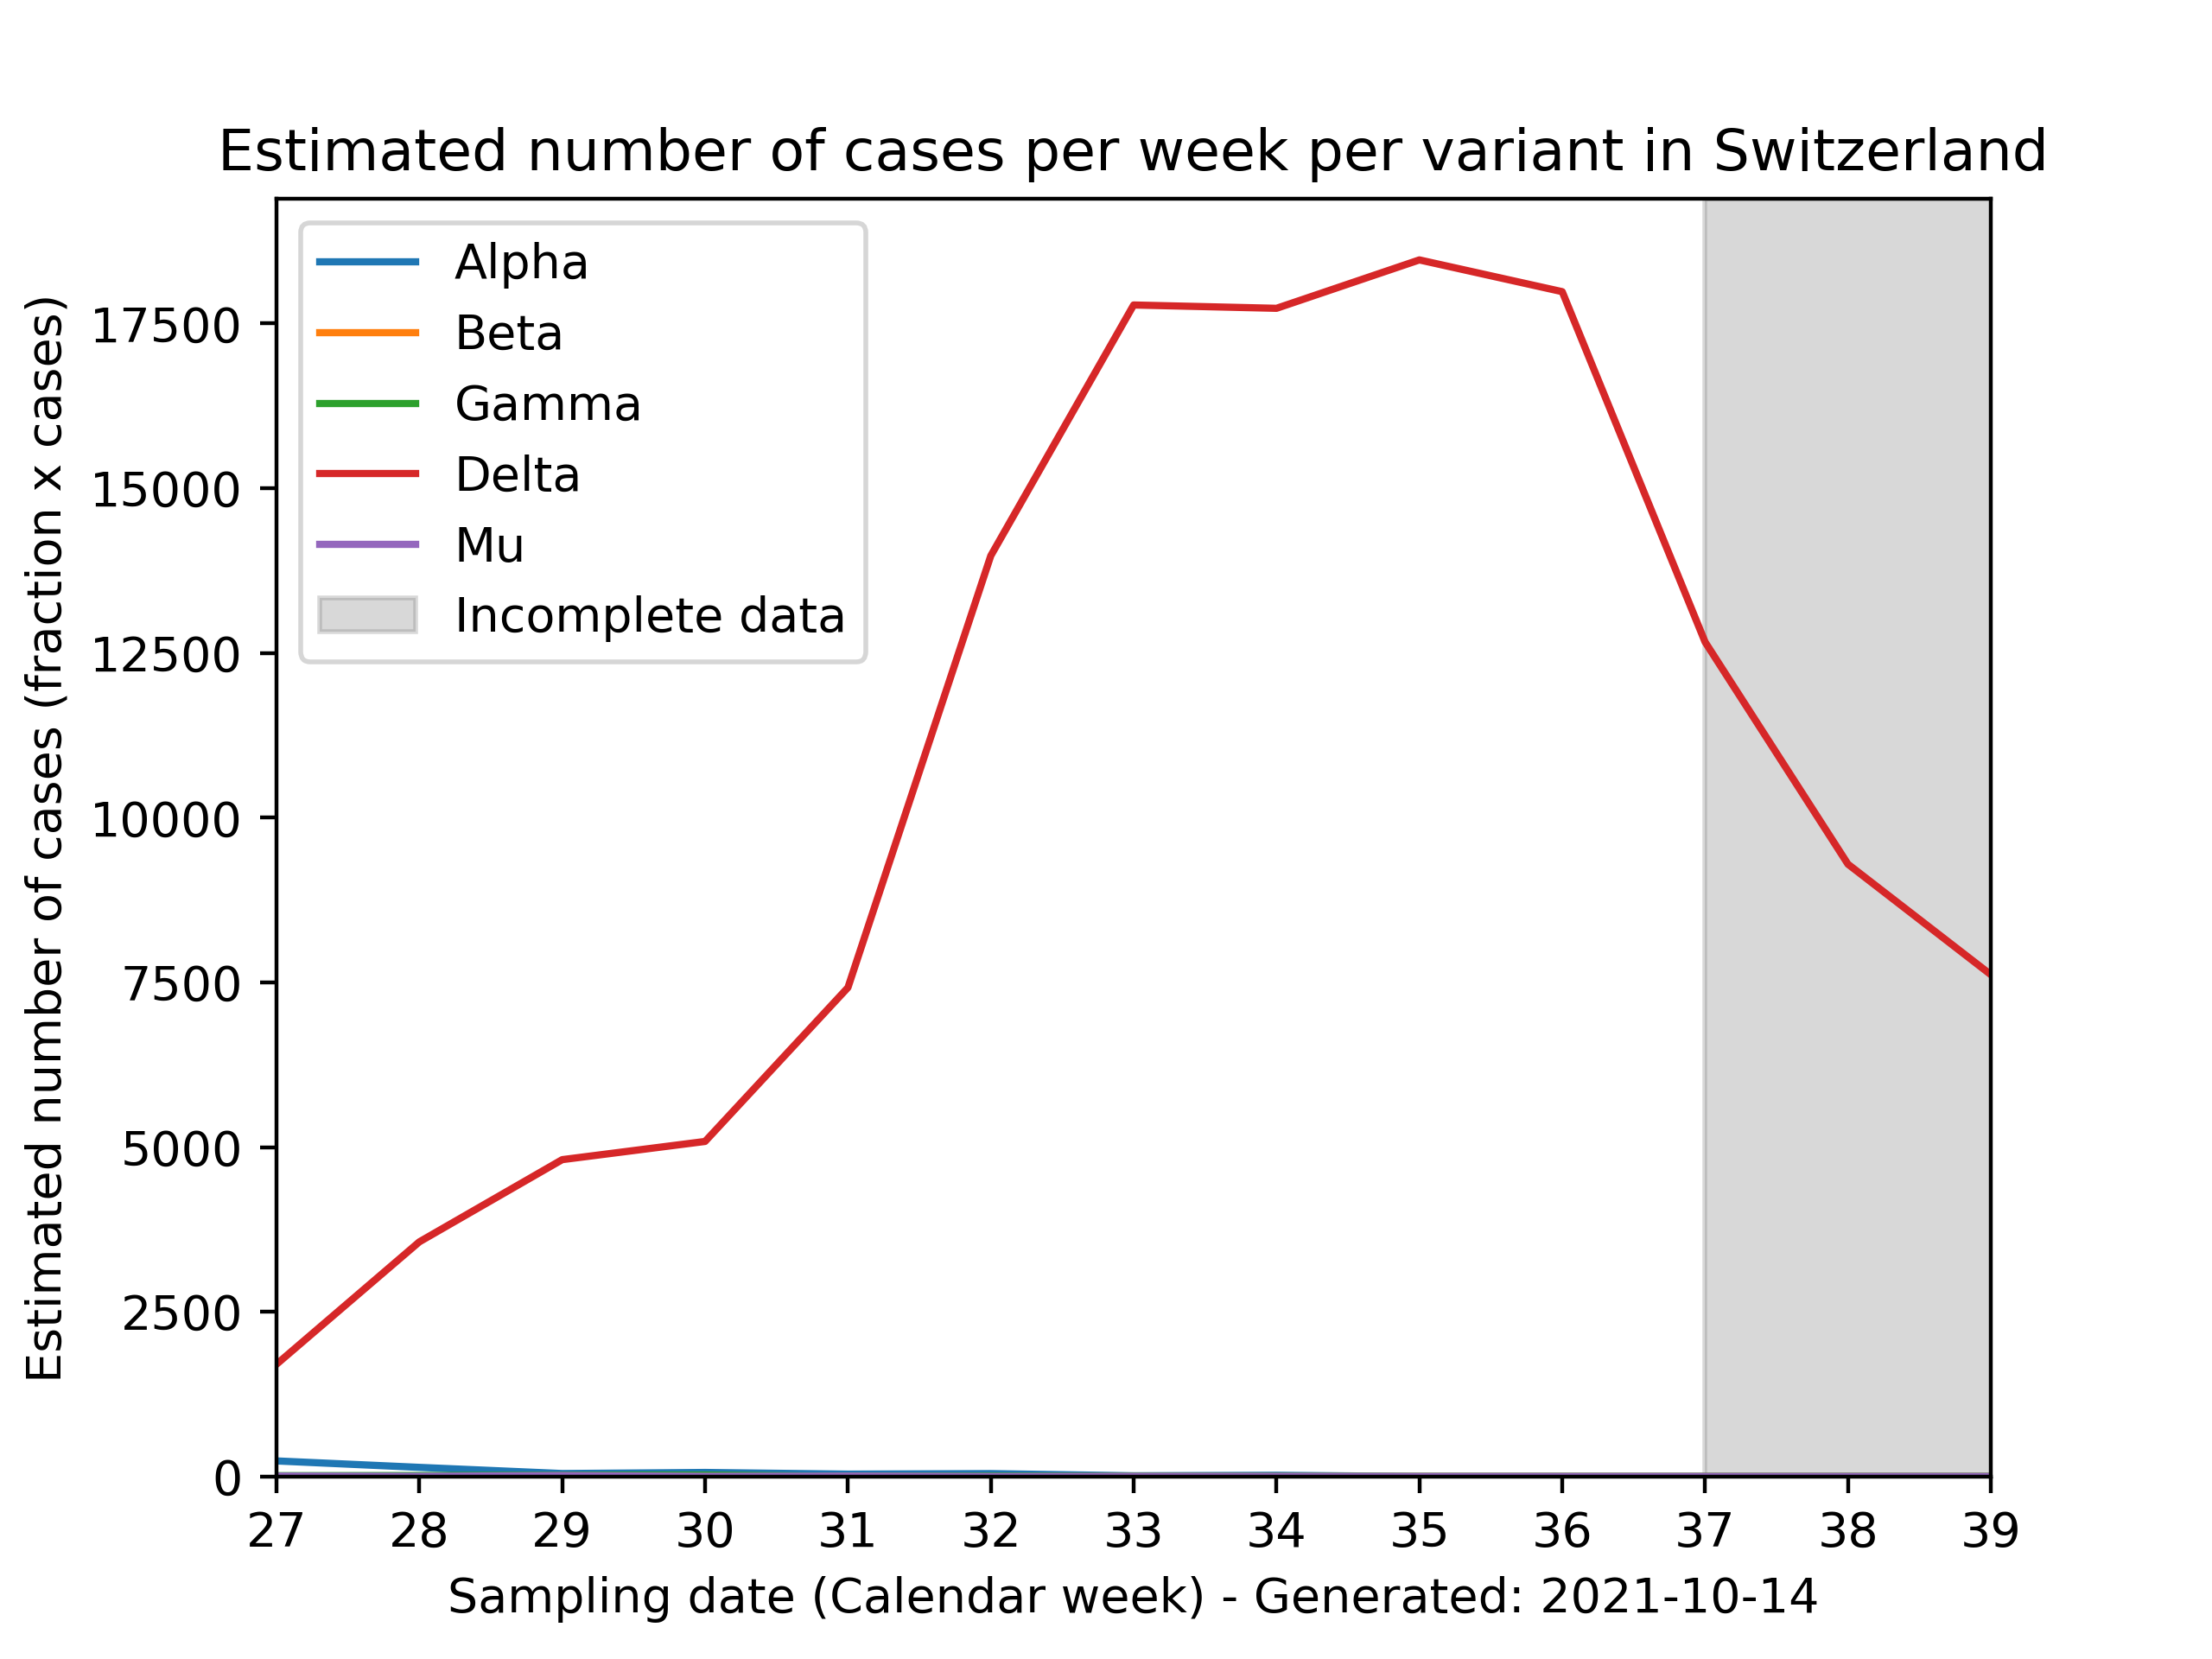 Estimated number of cases per week per variant in Switzerland
Alpha
Beta
Gamma
Delta
Mu
Incomplete data
Estimated number of cases (fraction x cases)
17500
15000
12500
10000
7500
5000
2500
0
27 28 29 30 31 32 33 34 35 36 37 38 39
Sampling date (Calendar week) - Generated: 2021-10-14